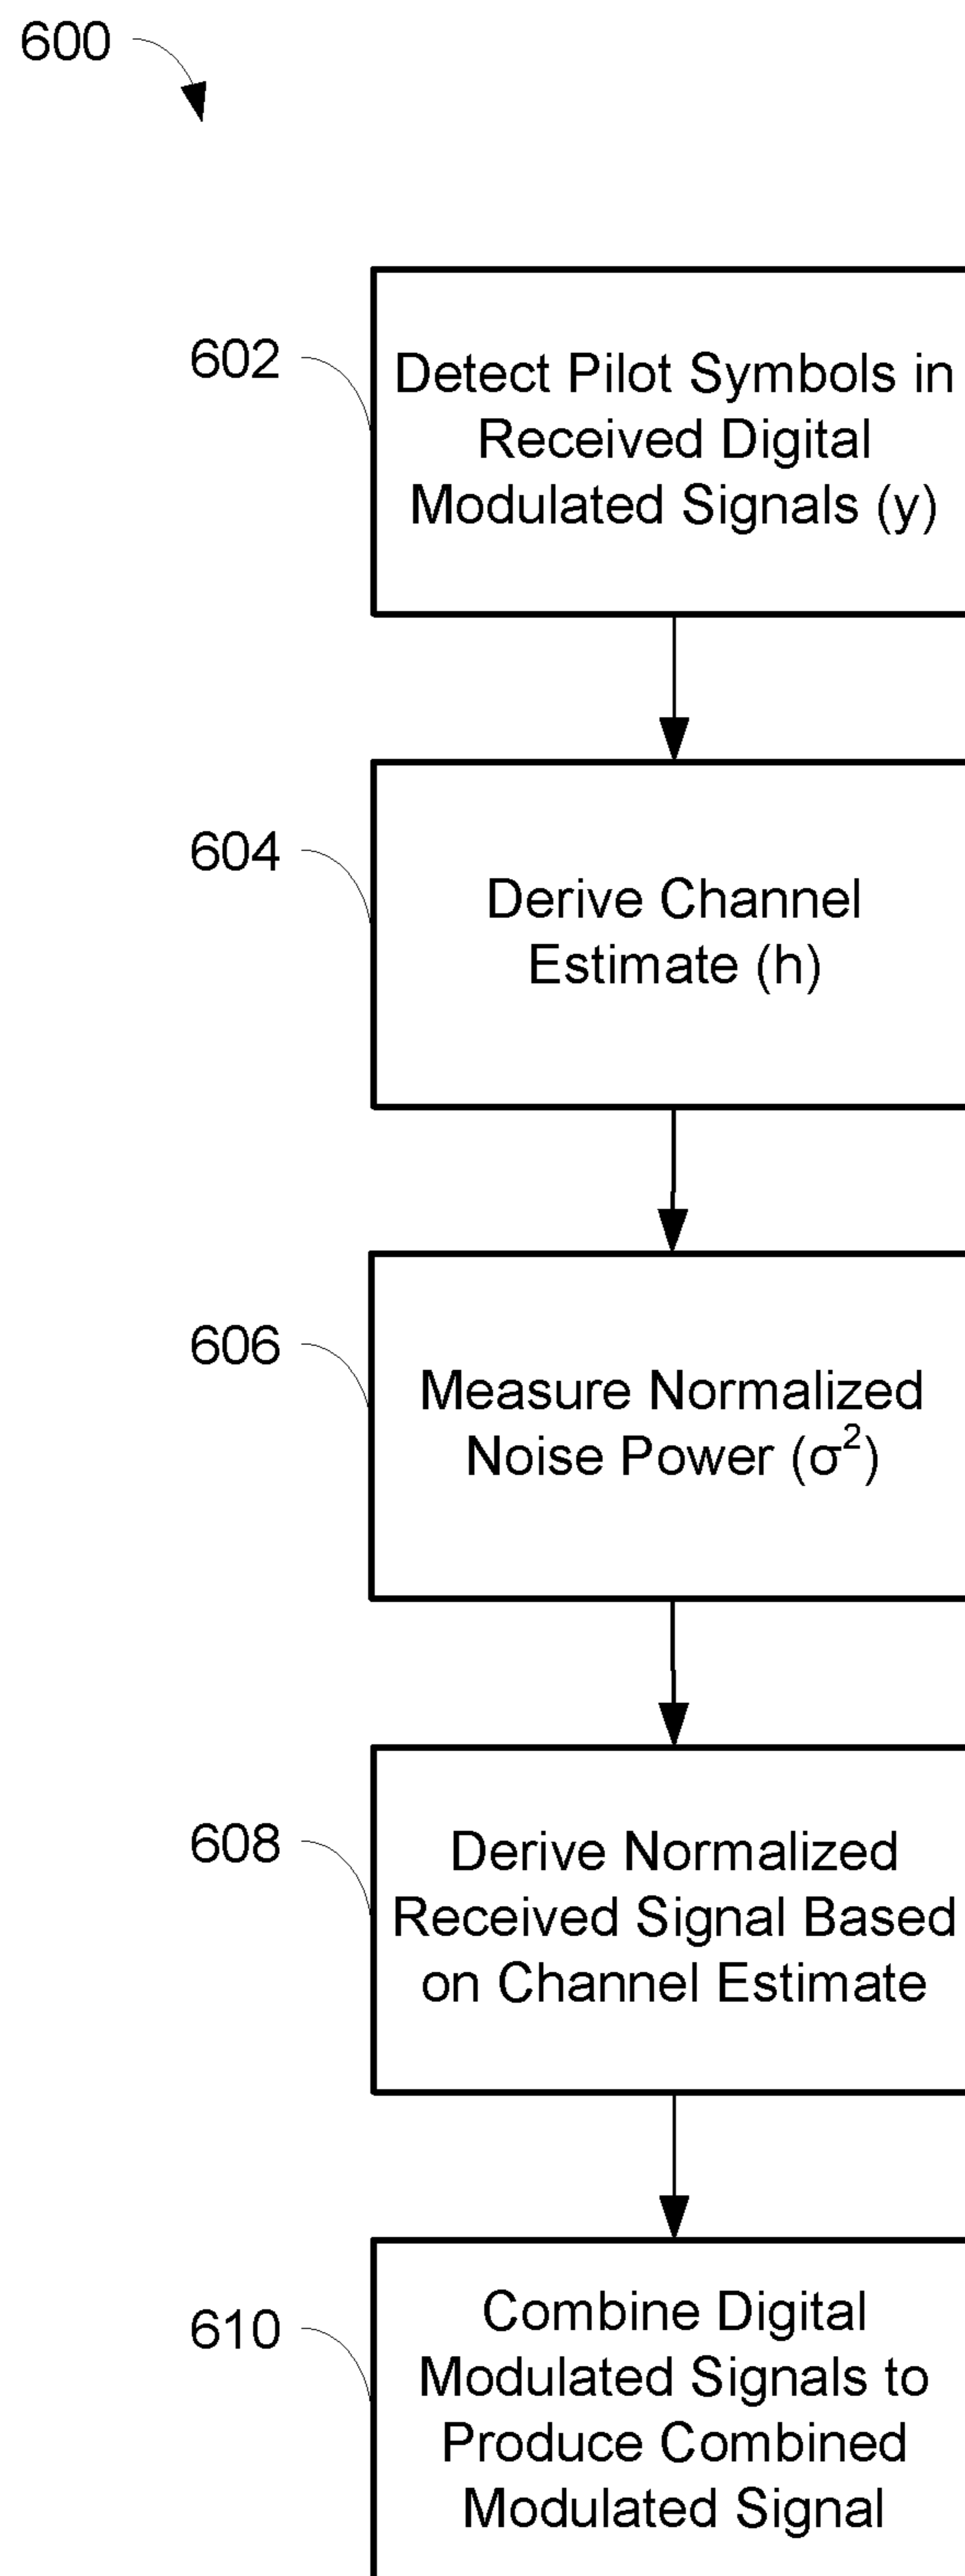 600
602
Detect Pilot Symbols in
Received Digital
Modulated Signals (y)
604
Derive Channel
Estimate (h)
606
Measure Normalized
Noise Power (σ²)
608
Derive Normalized
Received Signal Based
on Channel Estimate
610
Combine Digital
Modulated Signals to
Produce Combined
Modulated Signal